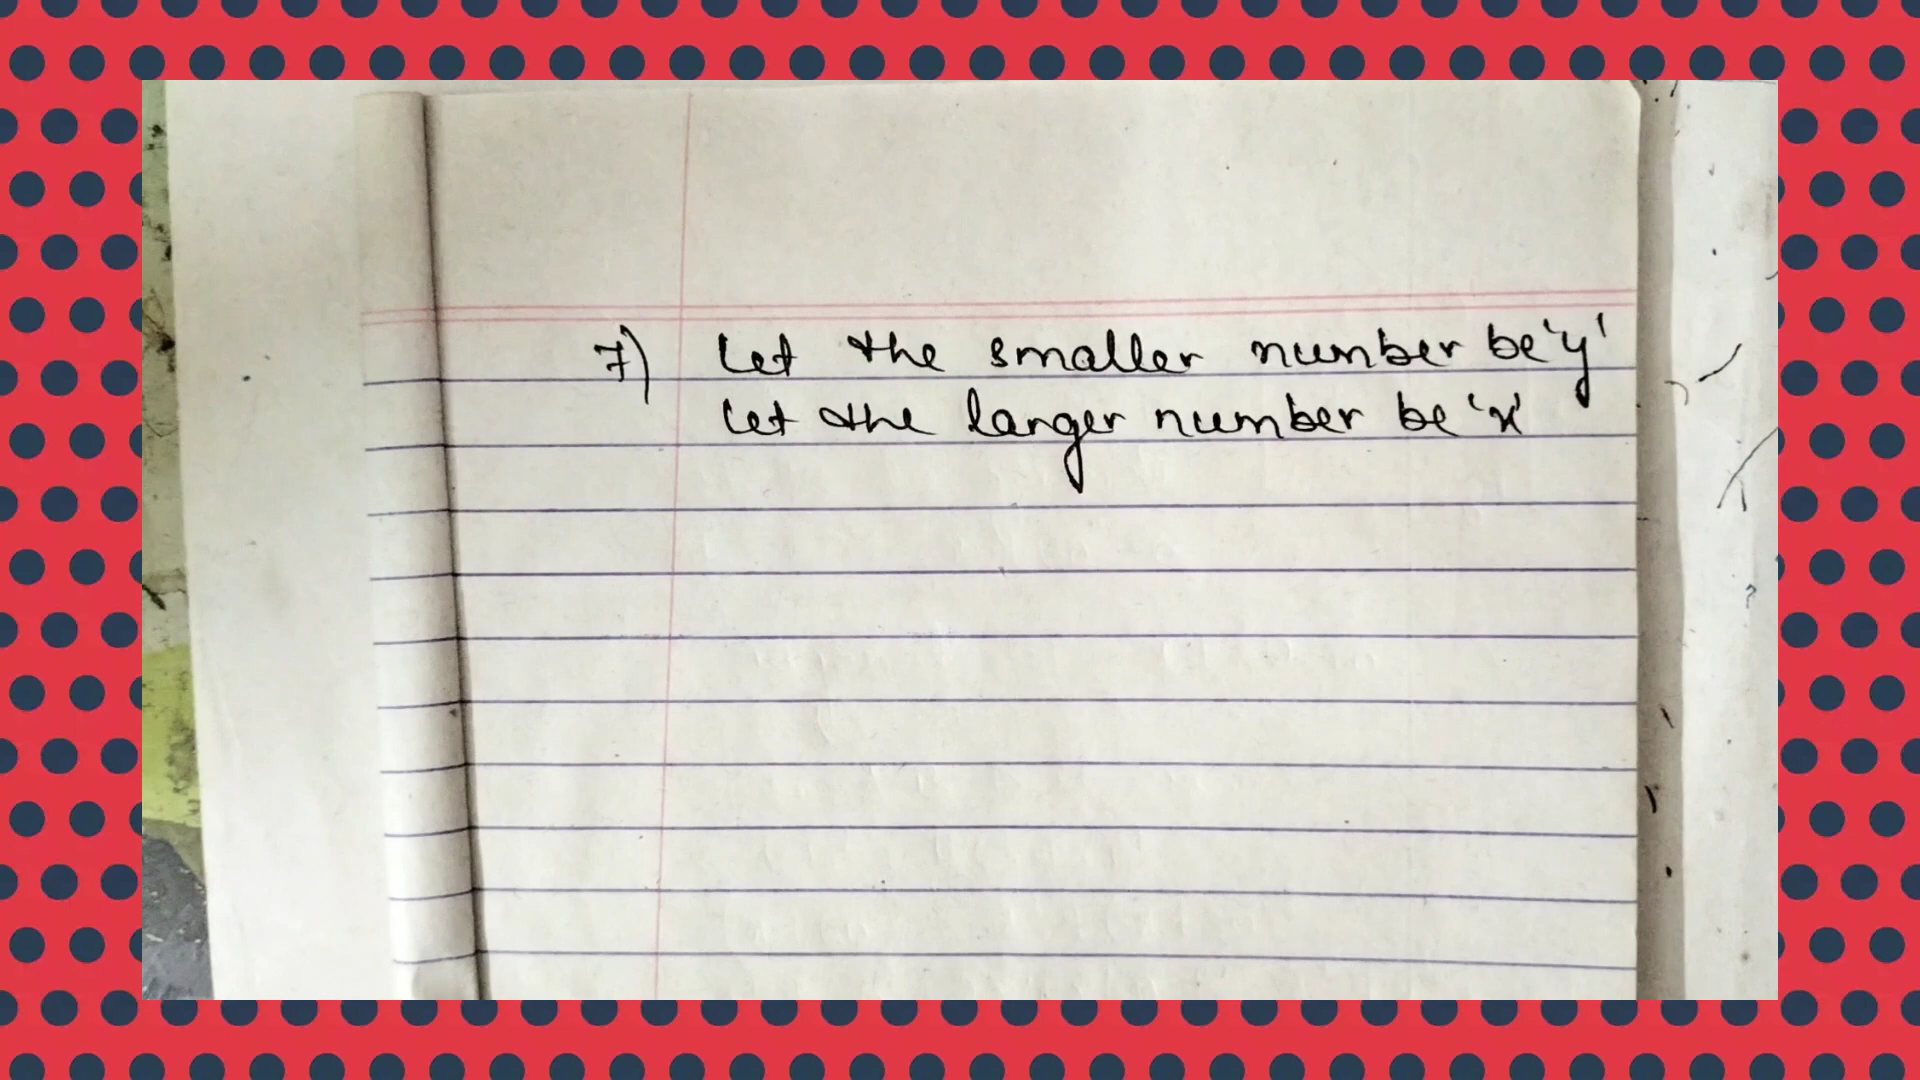 7) Let the smaller number be 'y'
Let the larger number be 'x'